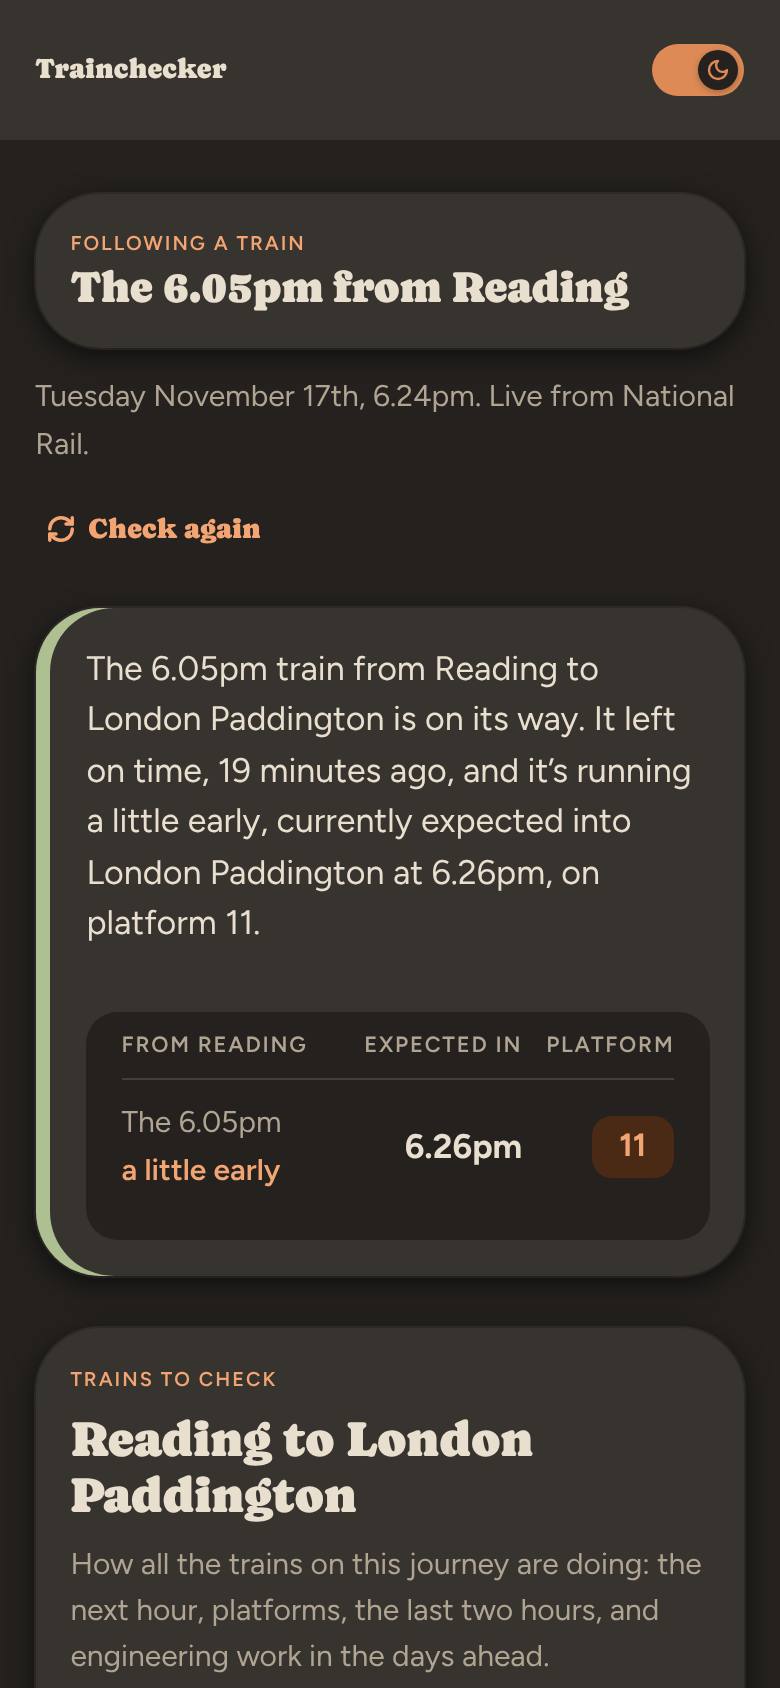 Trainchecker
FOLLOWING A TRAIN
The 6.05pm from Reading
Tuesday November 17th, 6.24pm. Live from National
Rail.
Check again
The 6.05pm train from Reading to
London Paddington is on its way. It left
on time, 19 minutes ago, and it’s running
a little early, currently expected into
London Paddington at 6.26pm, on
platform 11.
FROM READING EXPECTED IN PLATFORM
The 6.05pm
a little early
6.26pm
11
TRAINS TO CHECK
Reading to London
Paddington
How all the trains on this journey are doing: the
next hour, platforms, the last two hours, and
engineering work in the days ahead.